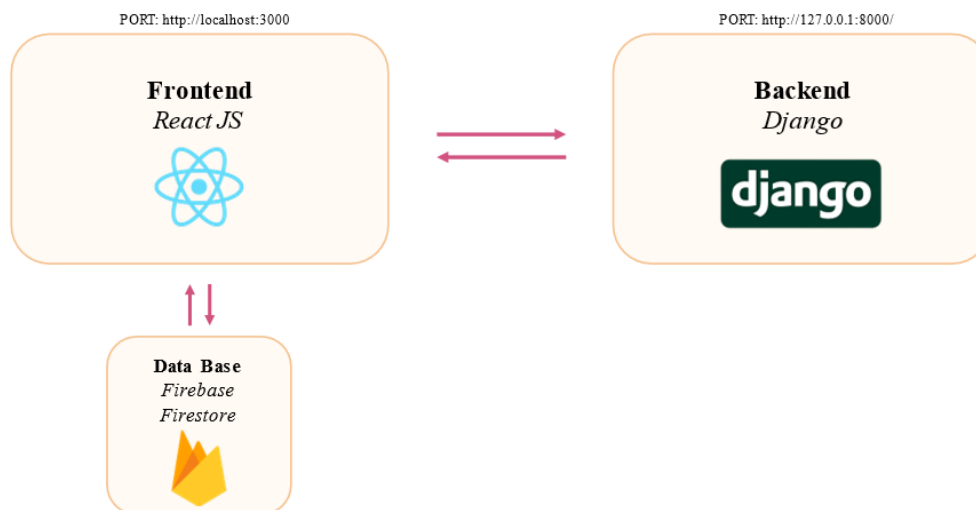 PORT: http://localhost:3000
Frontend
React JS
PORT: http://127.0.0.1:8000/
Backend
Django
django
Data Base
Firebase
Firestore